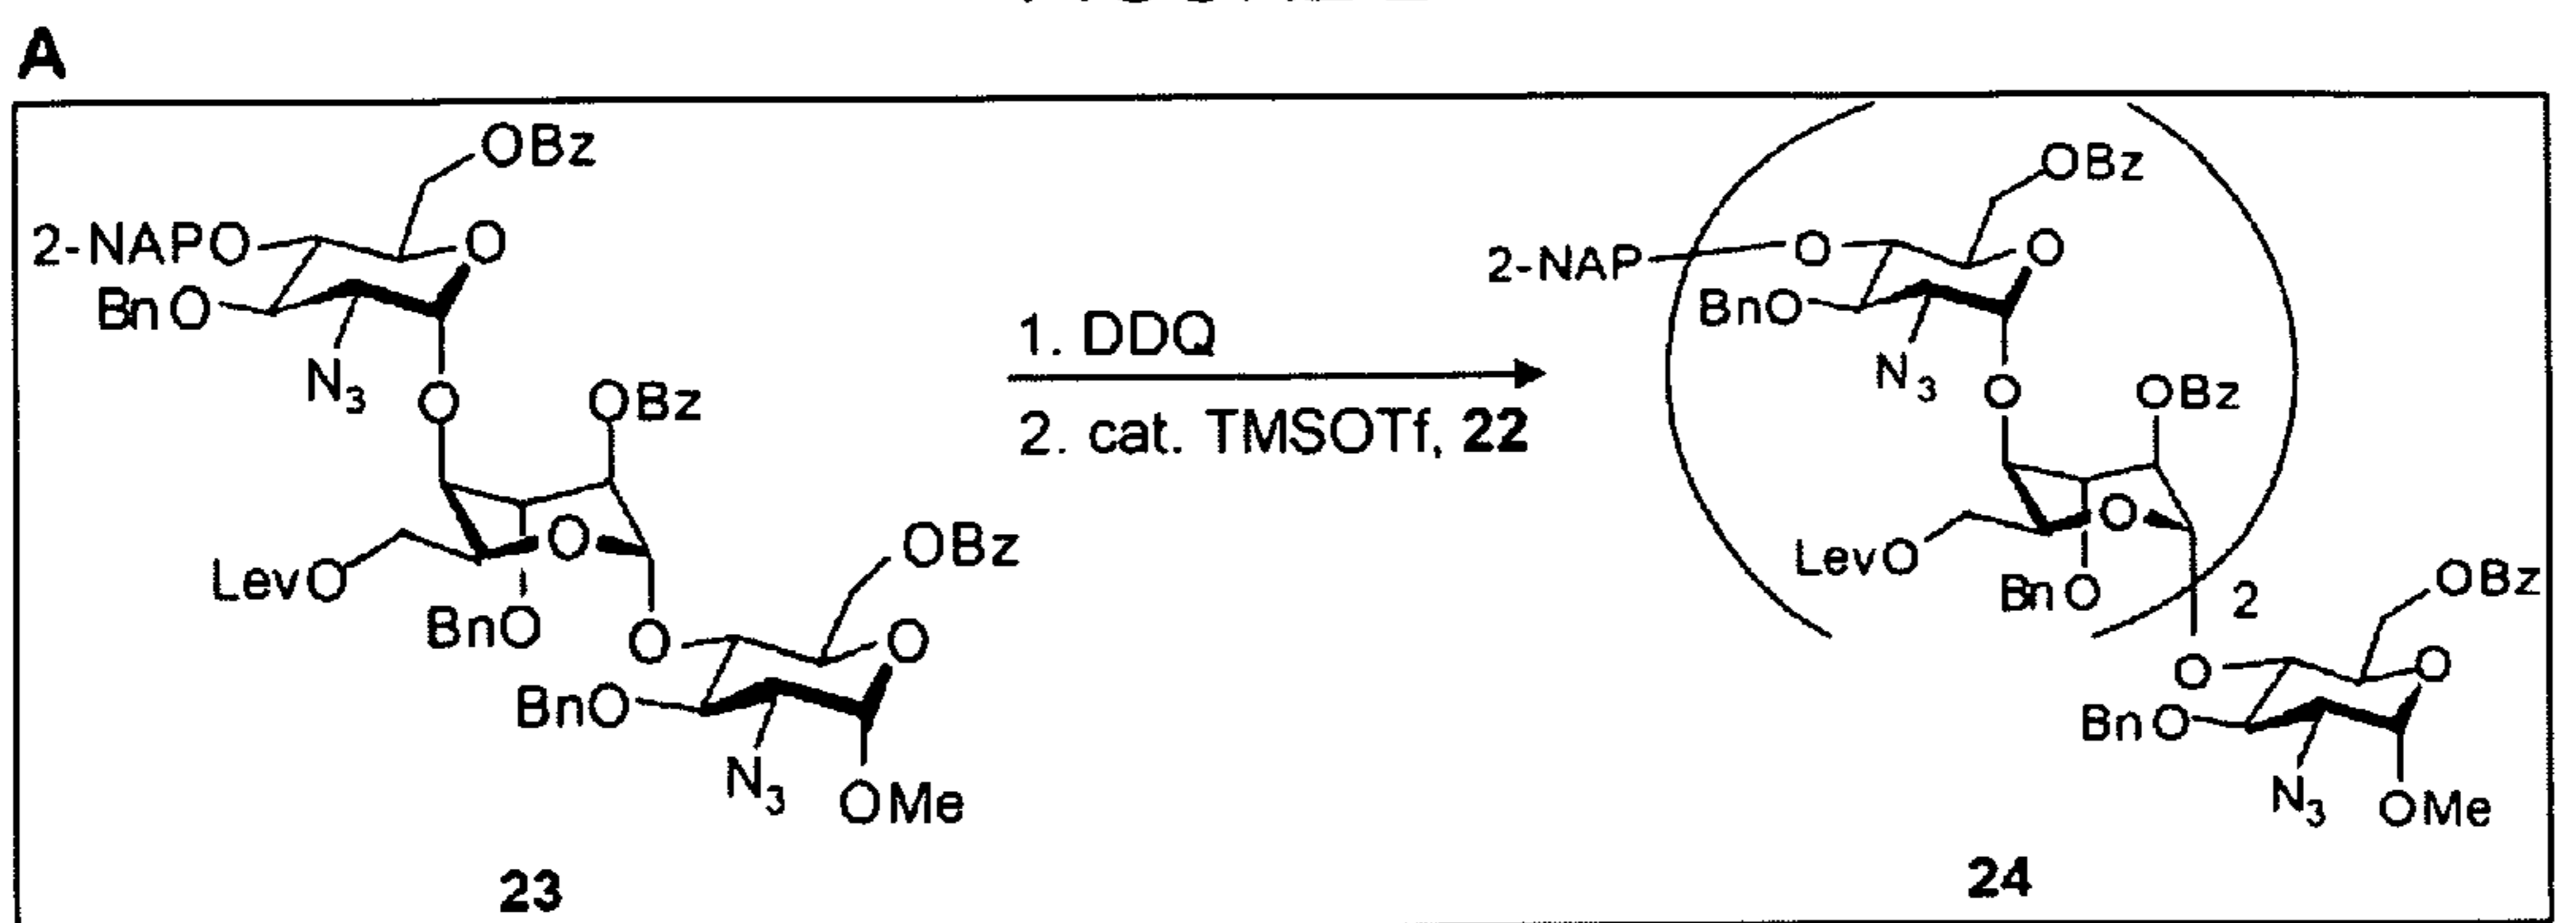 A
OBz
2-NAPO
O
BnO
N3
O
OBz
O
LevO
BnO
OBz
O
O
BnO
N3
OMe
23
1. DDQ
2. cat. TMSOTf, 22
OBz
2-NAP
O
O
BnO
N3
O
OBz
O
LevO
BnO
2
OBz
O
O
BnO
N3
OMe
24